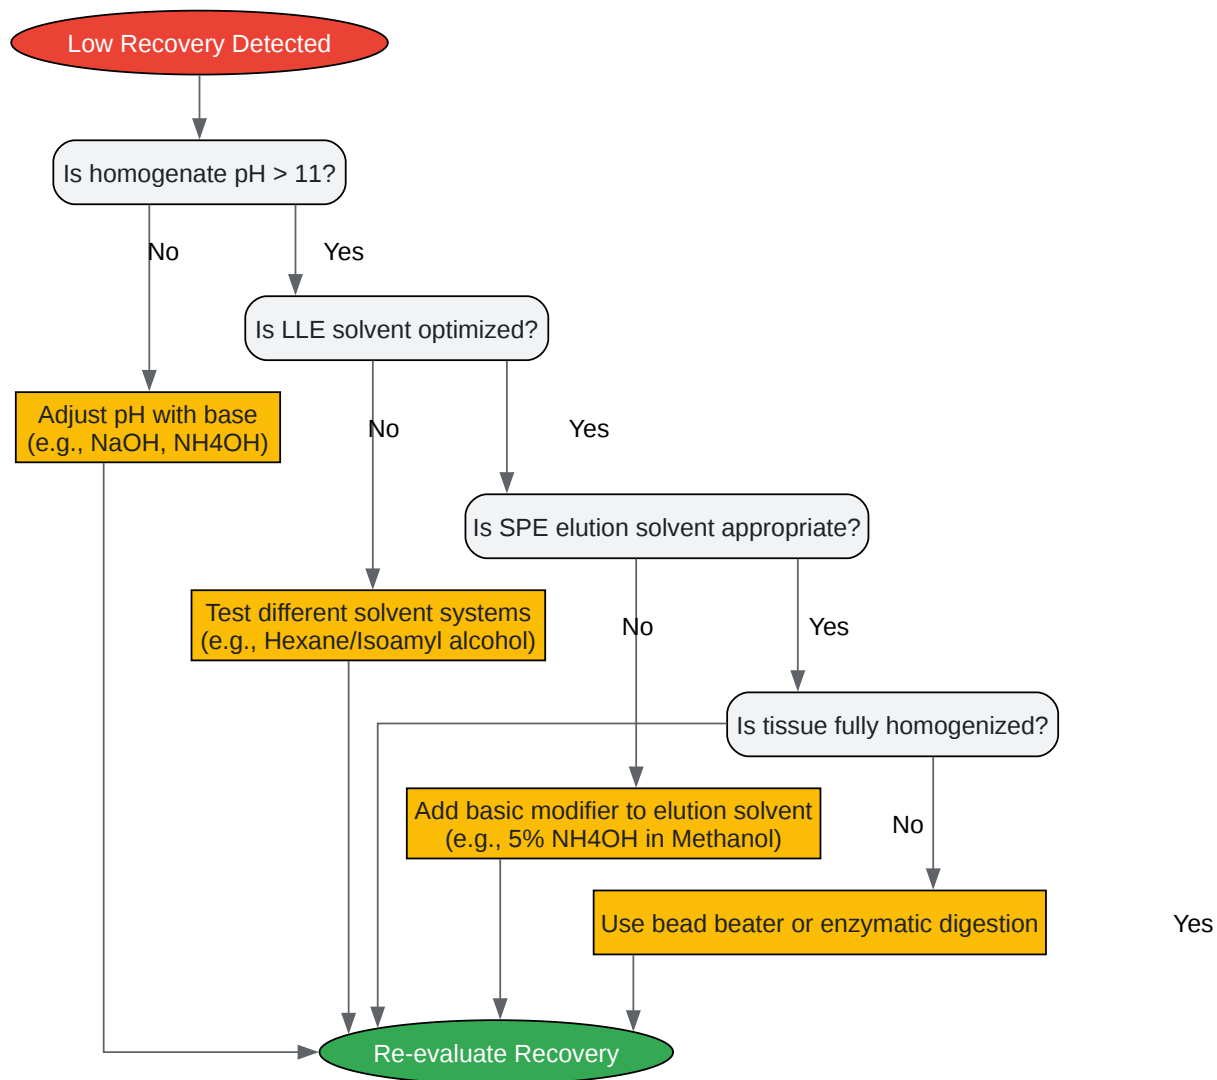 Low Recovery Detected
Is homogenate pH > 11?
No
Yes
Is LLE solvent optimized?
Adjust pH with base
(e.g., NaOH, NH4OH)
No
Yes
Is SPE elution solvent appropriate?
Test different solvent systems
(e.g., Hexane/Isoamyl alcohol)
No
Yes
Is tissue fully homogenized?
Add basic modifier to elution solvent
(e.g., 5% NH4OH in Methanol)
No
Use bead beater or enzymatic digestion
Yes
Re-evaluate Recovery